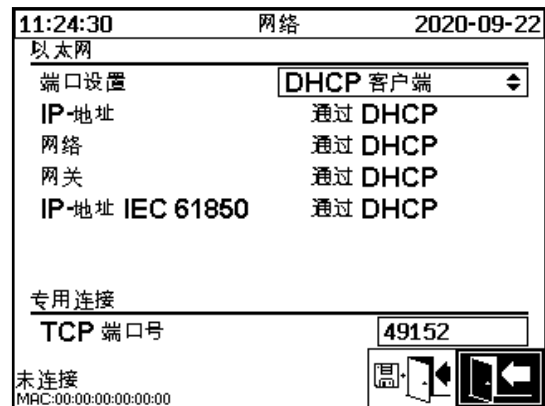 11:24:30 网络 2020-09-22
以太网
端口设置 DHCP 客户端
IP-地址 通过 DHCP
网络 通过 DHCP
网关 通过 DHCP
IP-地址 IEC 61850 通过 DHCP
专用连接
TCP 端口号 49152
未连接
MAC:00:00:00:00:00:00